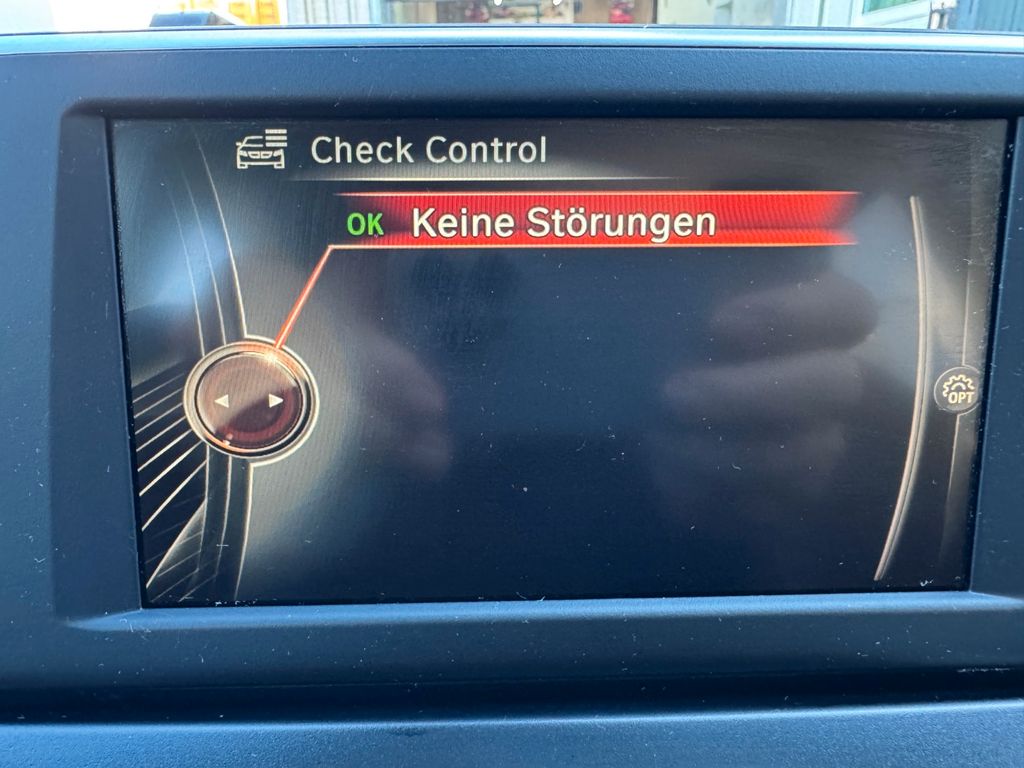 Check Control
OK Keine Störungen
OPT